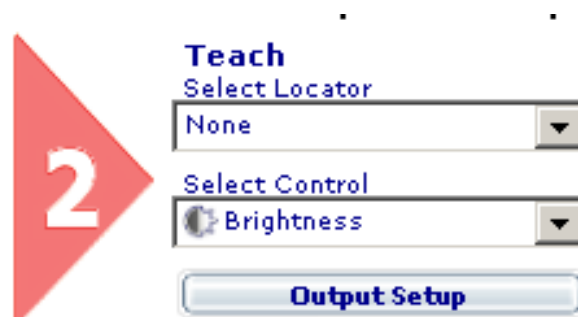 Teach
Select Locator
None
2
Select Control
Brightness
Output Setup